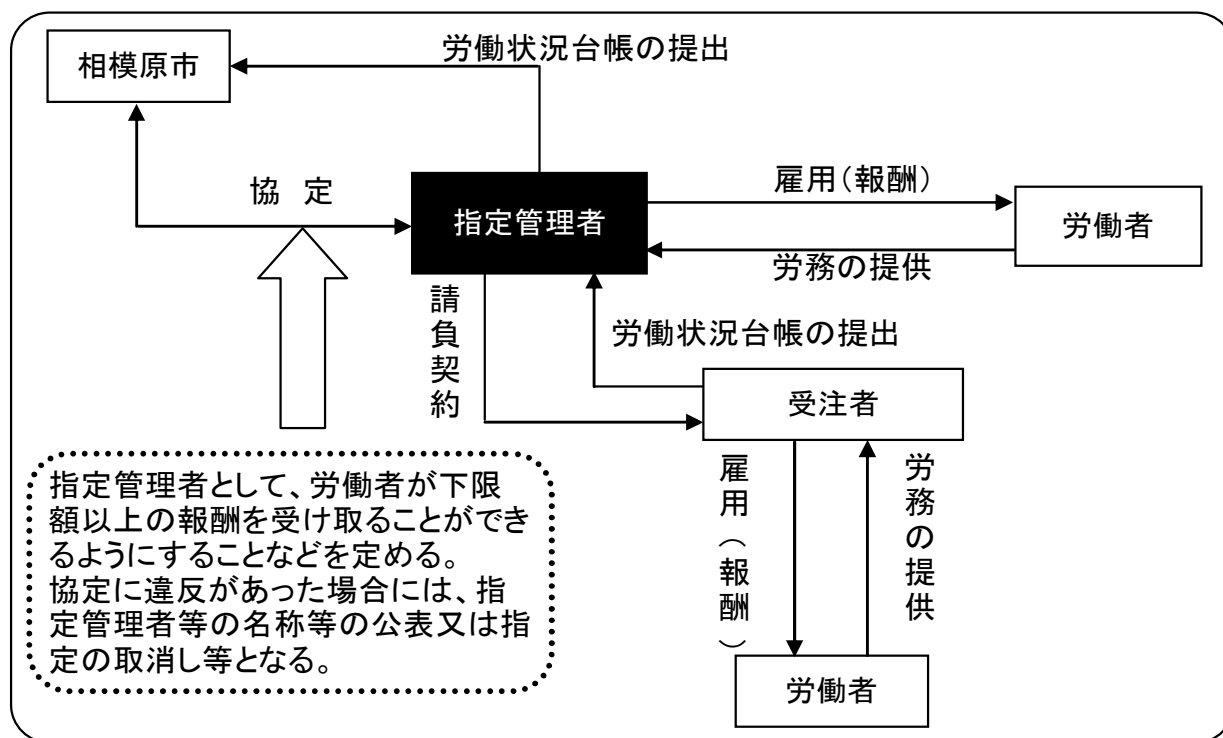 労働状況台帳の提出
相模原市
協 定
指定管理者
雇用(報酬)
労働者
労務の提供
請負契約
労働状況台帳の提出
受注者
雇用(報酬)
労務の提供
労働者
指定管理者として、労働者が下限
額以上の報酬を受け取ることができ
るようにすることなどを定める。
協定に違反があった場合には、指
定管理者等の名称等の公表又は指
定の取消し等となる。